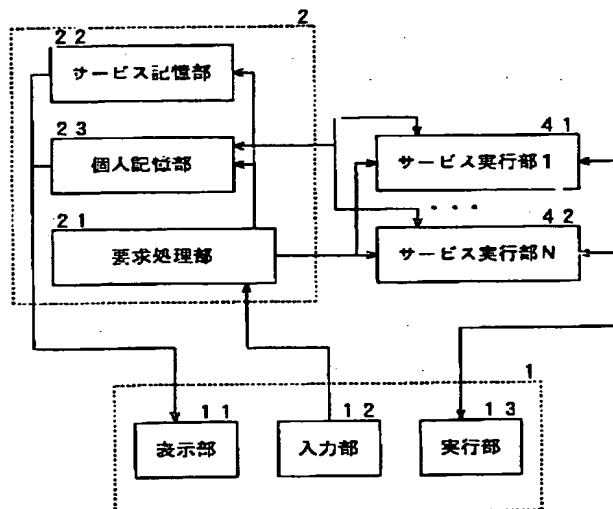 2
22
サービス記憶部
23
個人記憶部
21
要求処理部
41
サービス実行部1
・・・
42
サービス実行部N
1
11
表示部
12
入力部
13
実行部